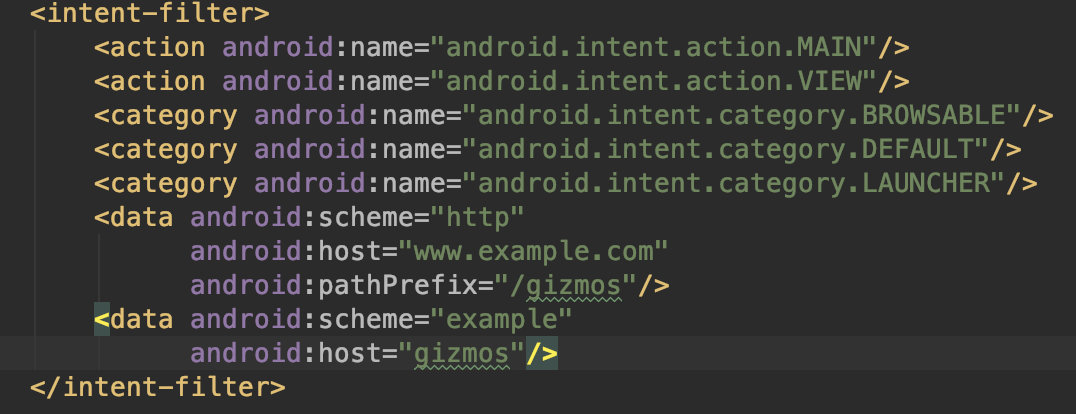 <intent-filter>
<action android:name="android.intent.action.MAIN"/>
<action android:name="android.intent.action.VIEW"/>
<category android:name="android.intent.category.BROWSABLE"/>
<category android:name="android.intent.category.DEFAULT"/>
<category android:name="android.intent.category.LAUNCHER"/>
<data android:scheme="http"
android:host="www.example.com"
android:pathPrefix="/gizmos"/>
<data android:scheme="example"
android:host="gizmos"/>
</intent-filter>